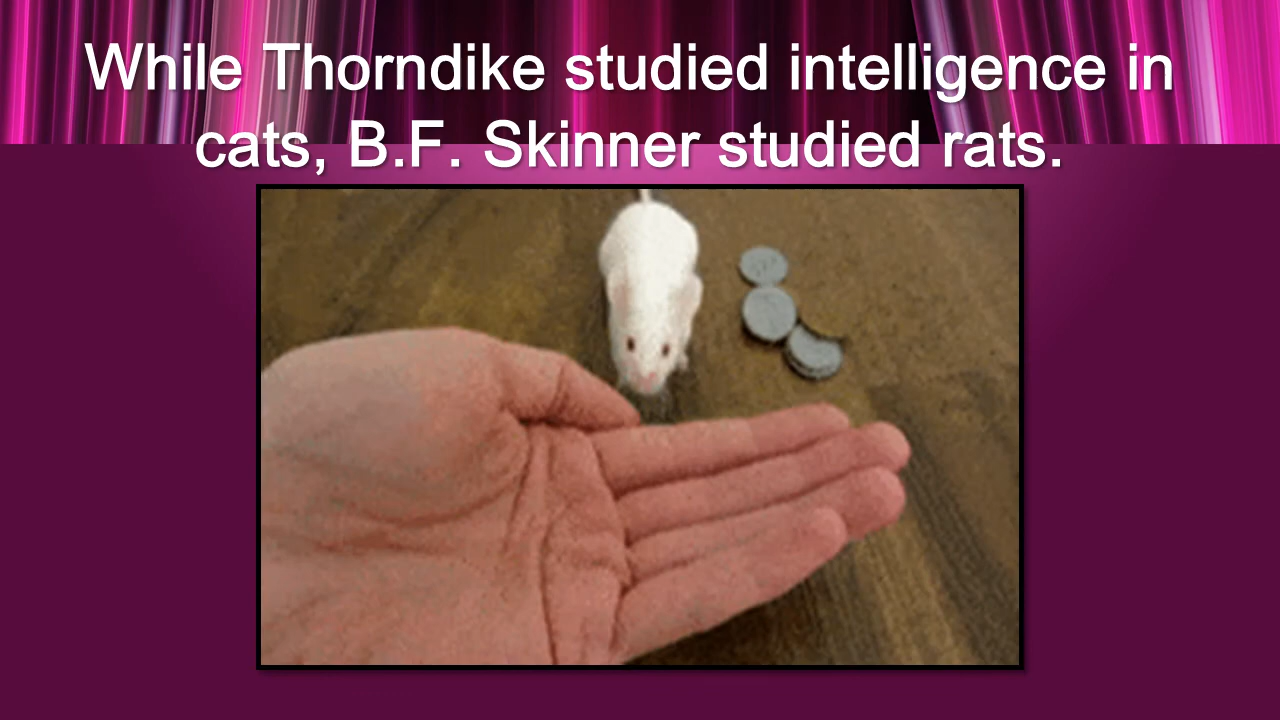 While Thorndike studied intelligence in
cats, B.F. Skinner studied rats.